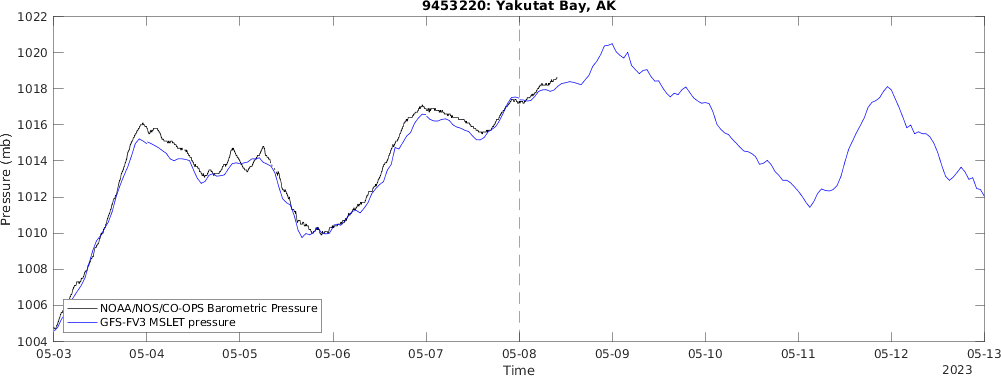 9453220: Yakutat Bay, AK
Pressure (mb)
1022
1020
1018
1016
1014
1012
1010
1008
1006
1004
NOAA/NOS/CO-OPS Barometric Pressure
GFS-FV3 MSLET pressure
05-03 05-04 05-05 05-06 05-07 05-08 05-09 05-10 05-11 05-12 05-13
Time
2023